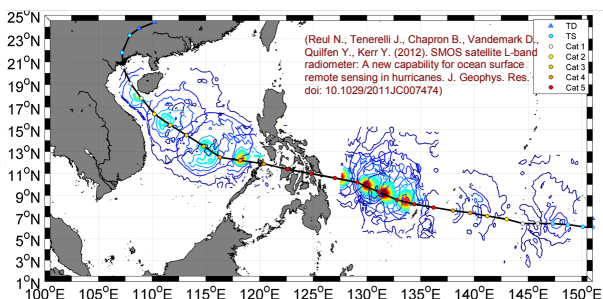 25°N
23°N
21°N
19°N
17°N
15°N
13°N
11°N
9°N
7°N
5°N
3°N
1°N
100°E 105°E 110°E 115°E 120°E 125°E 130°E 135°E 140°E 145°E 150°E
(Reul N., Tenerelli J., Chapron B., Vandemark D.,
Quilfen Y., Kerr Y. (2012). SMOS satellite L-band
radiometer: A new capability for ocean surface
remote sensing in hurricanes. J. Geophys. Res.
doi: 10.1029/2011JC007474)
TD
TS
Cat 1
Cat 2
Cat 3
Cat 4
Cat 5